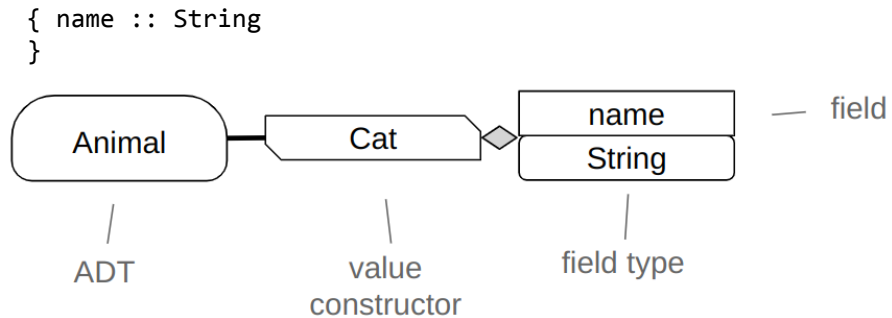 { name :: String
}
Animal
Cat
name
String
field
ADT
value
constructor
field type